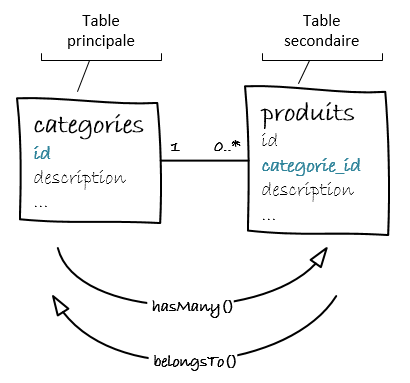 Table
principale
Table
secondaire
categories
id
description
...
1
0..*
produits
id
categorie_id
description
...
hasMany()
belongsTo()